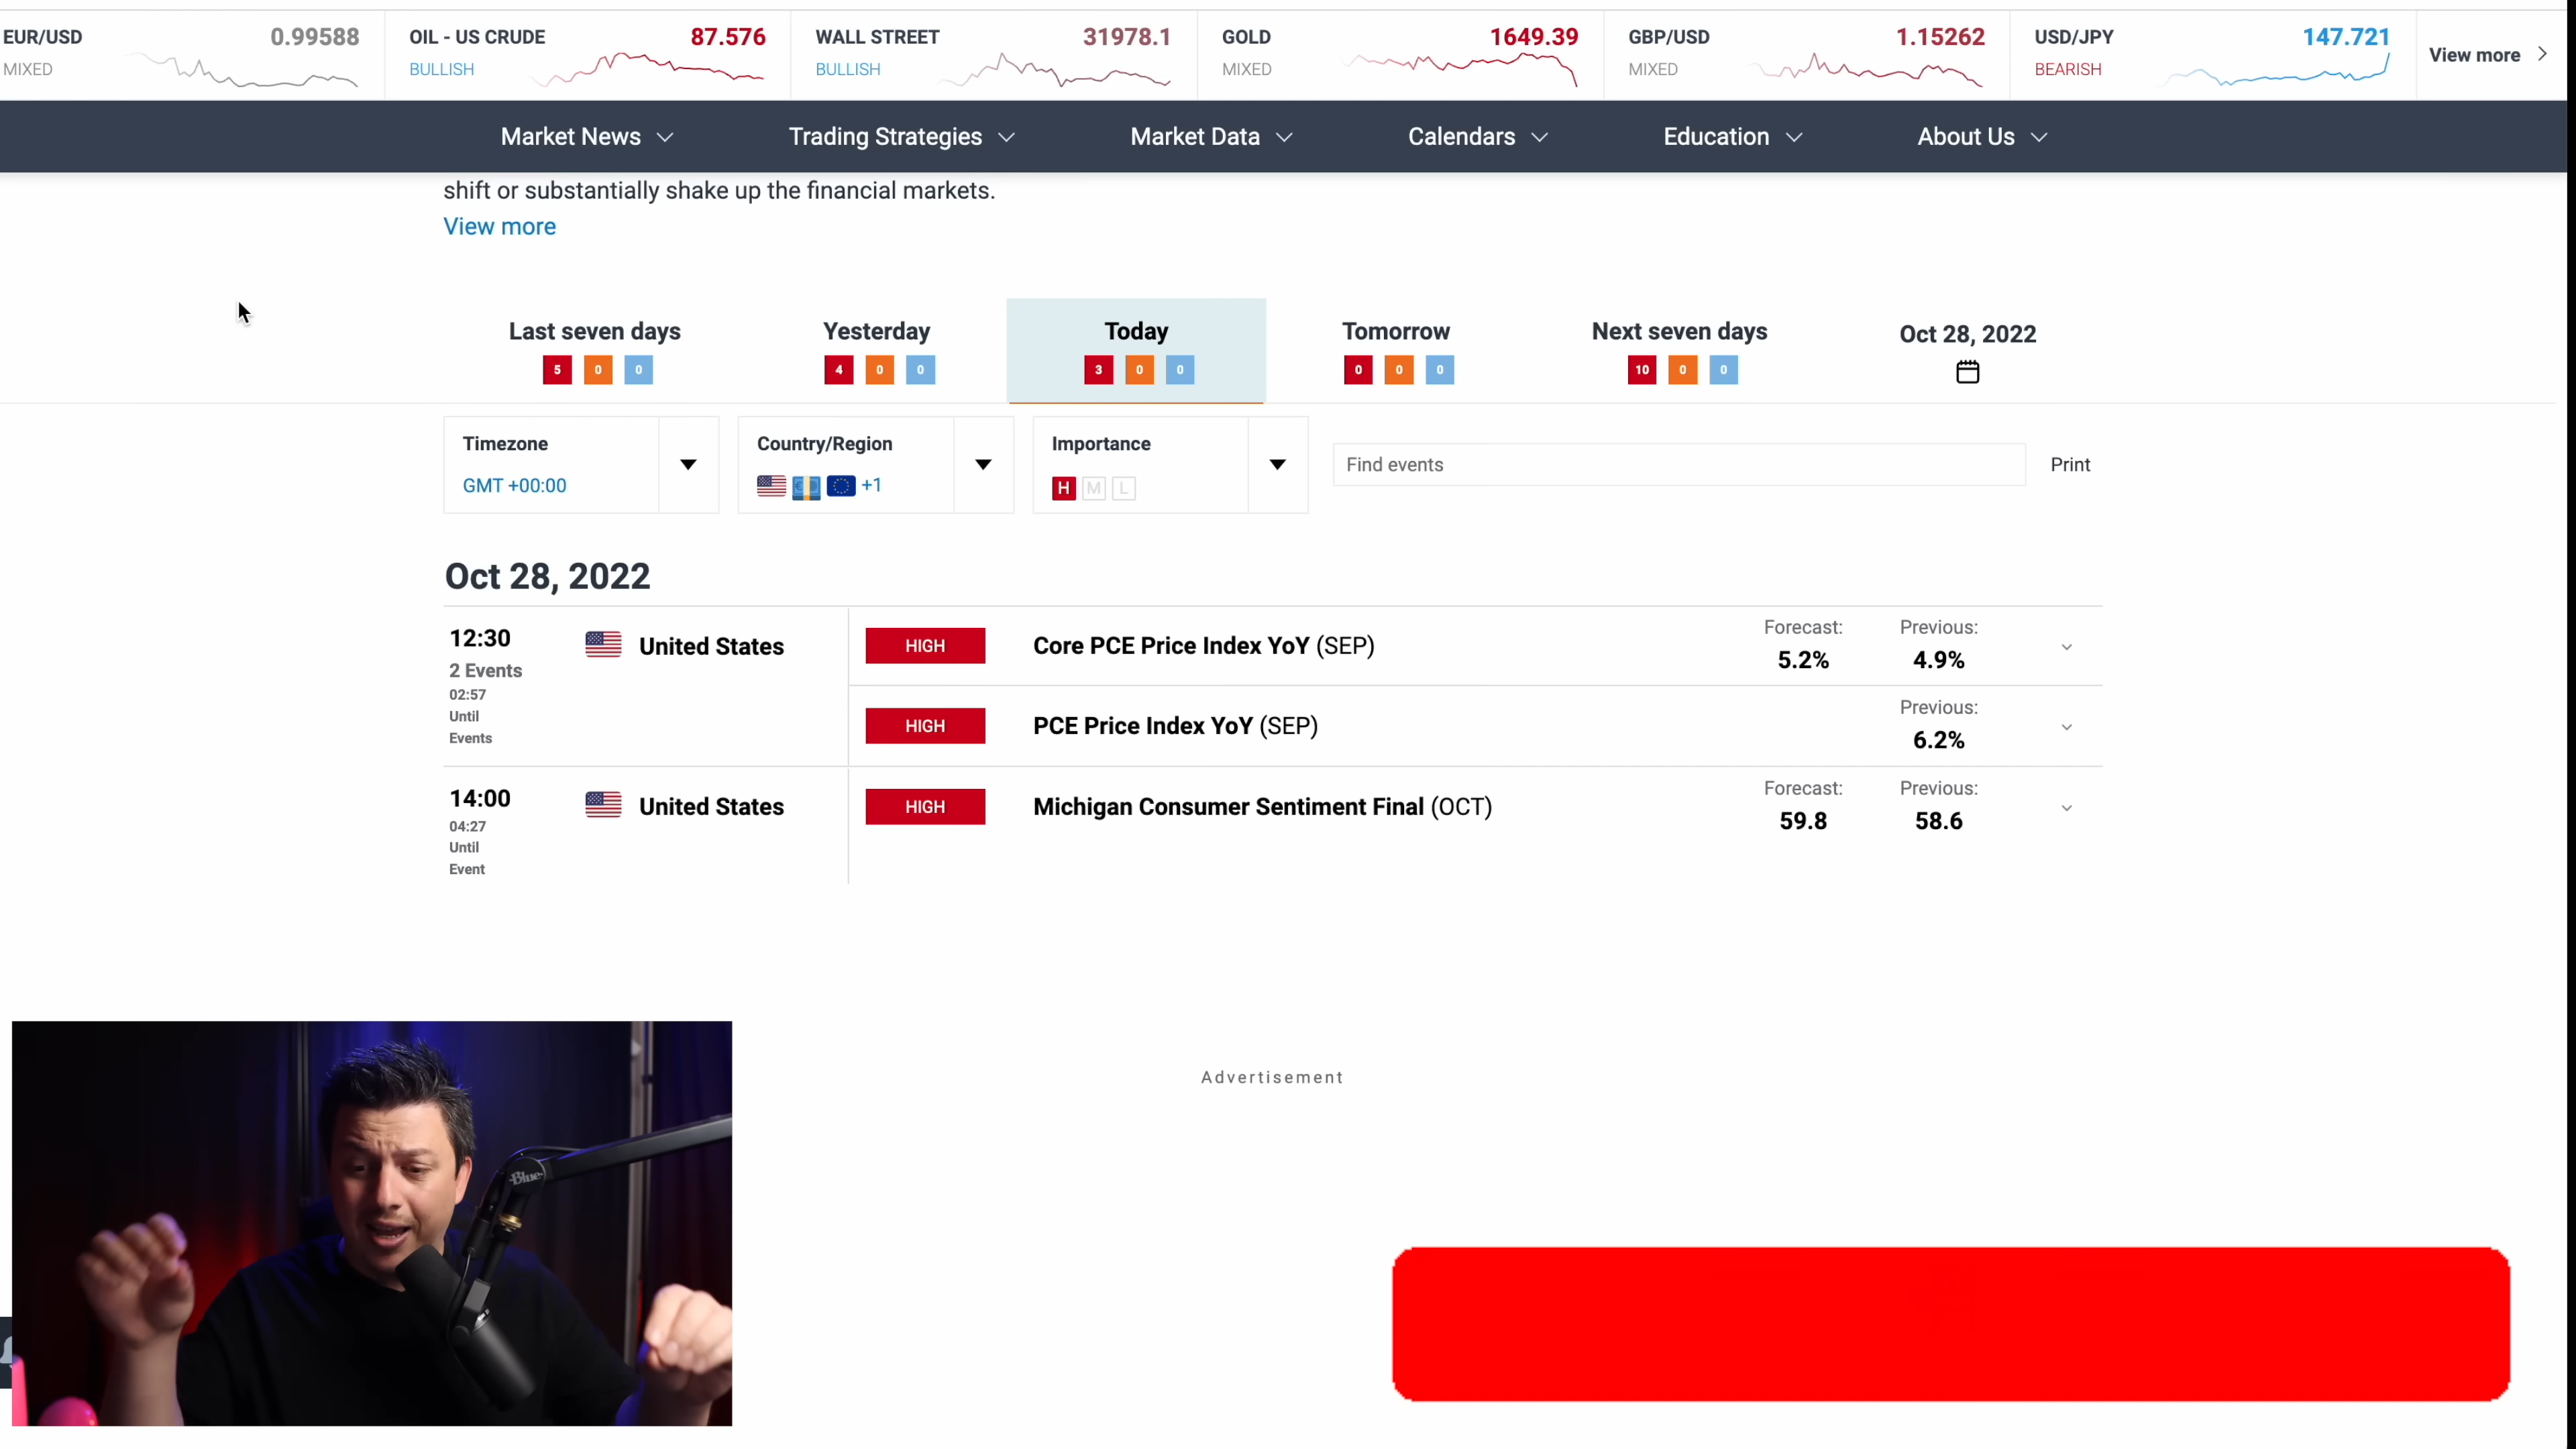 EUR/USD 0.99588 OIL - US CRUDE 87.576 WALL STREET 31978.1 GOLD 1649.39 GBP/USD 1.15262 USD/JPY 147.721
MIXED BULLISH BULLISH MIXED MIXED BEARISH
View more
Market News Trading Strategies Market Data Calendars Education About Us
shift or substantially shake up the financial markets.
View more
Last seven days Yesterday Today Tomorrow Next seven days Oct 28, 2022
5 0 0 4 0 0 3 0 0 0 0 0 10 0 0
Timezone Country/Region Importance
Find events Print
GMT +00:00 +1 H M L
Oct 28, 2022
12:30 United States HIGH Core PCE Price Index YoY (SEP) Forecast: Previous:
5.2% 4.9%
2 Events
02:57
Until
Events
HIGH PCE Price Index YoY (SEP) Previous:
6.2%
14:00 United States HIGH Michigan Consumer Sentiment Final (OCT) Forecast: Previous:
59.8 58.6
04:27
Until
Event
Advertisement
Blue